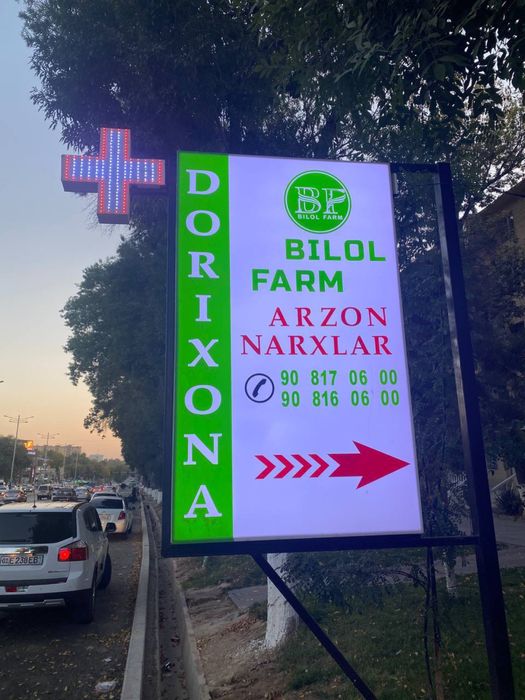 DORIXONA
BF
BILOL FARM
BILOL
FARM
ARZON
NARXLAR
90 817 06 00
90 816 06 00